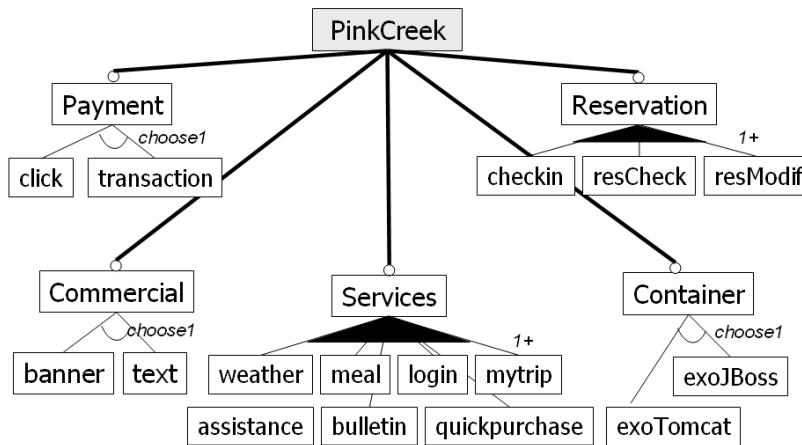 PinkCreek
Payment
Reservation
choose1
1+
click
transaction
checkin
resCheck
resModif
Commercial
Services
Container
choose1
1+
choose1
banner
text
weather
meal
login
mytrip
exoJBoss
assistance
bulletin
quickpurchase
exoTomcat